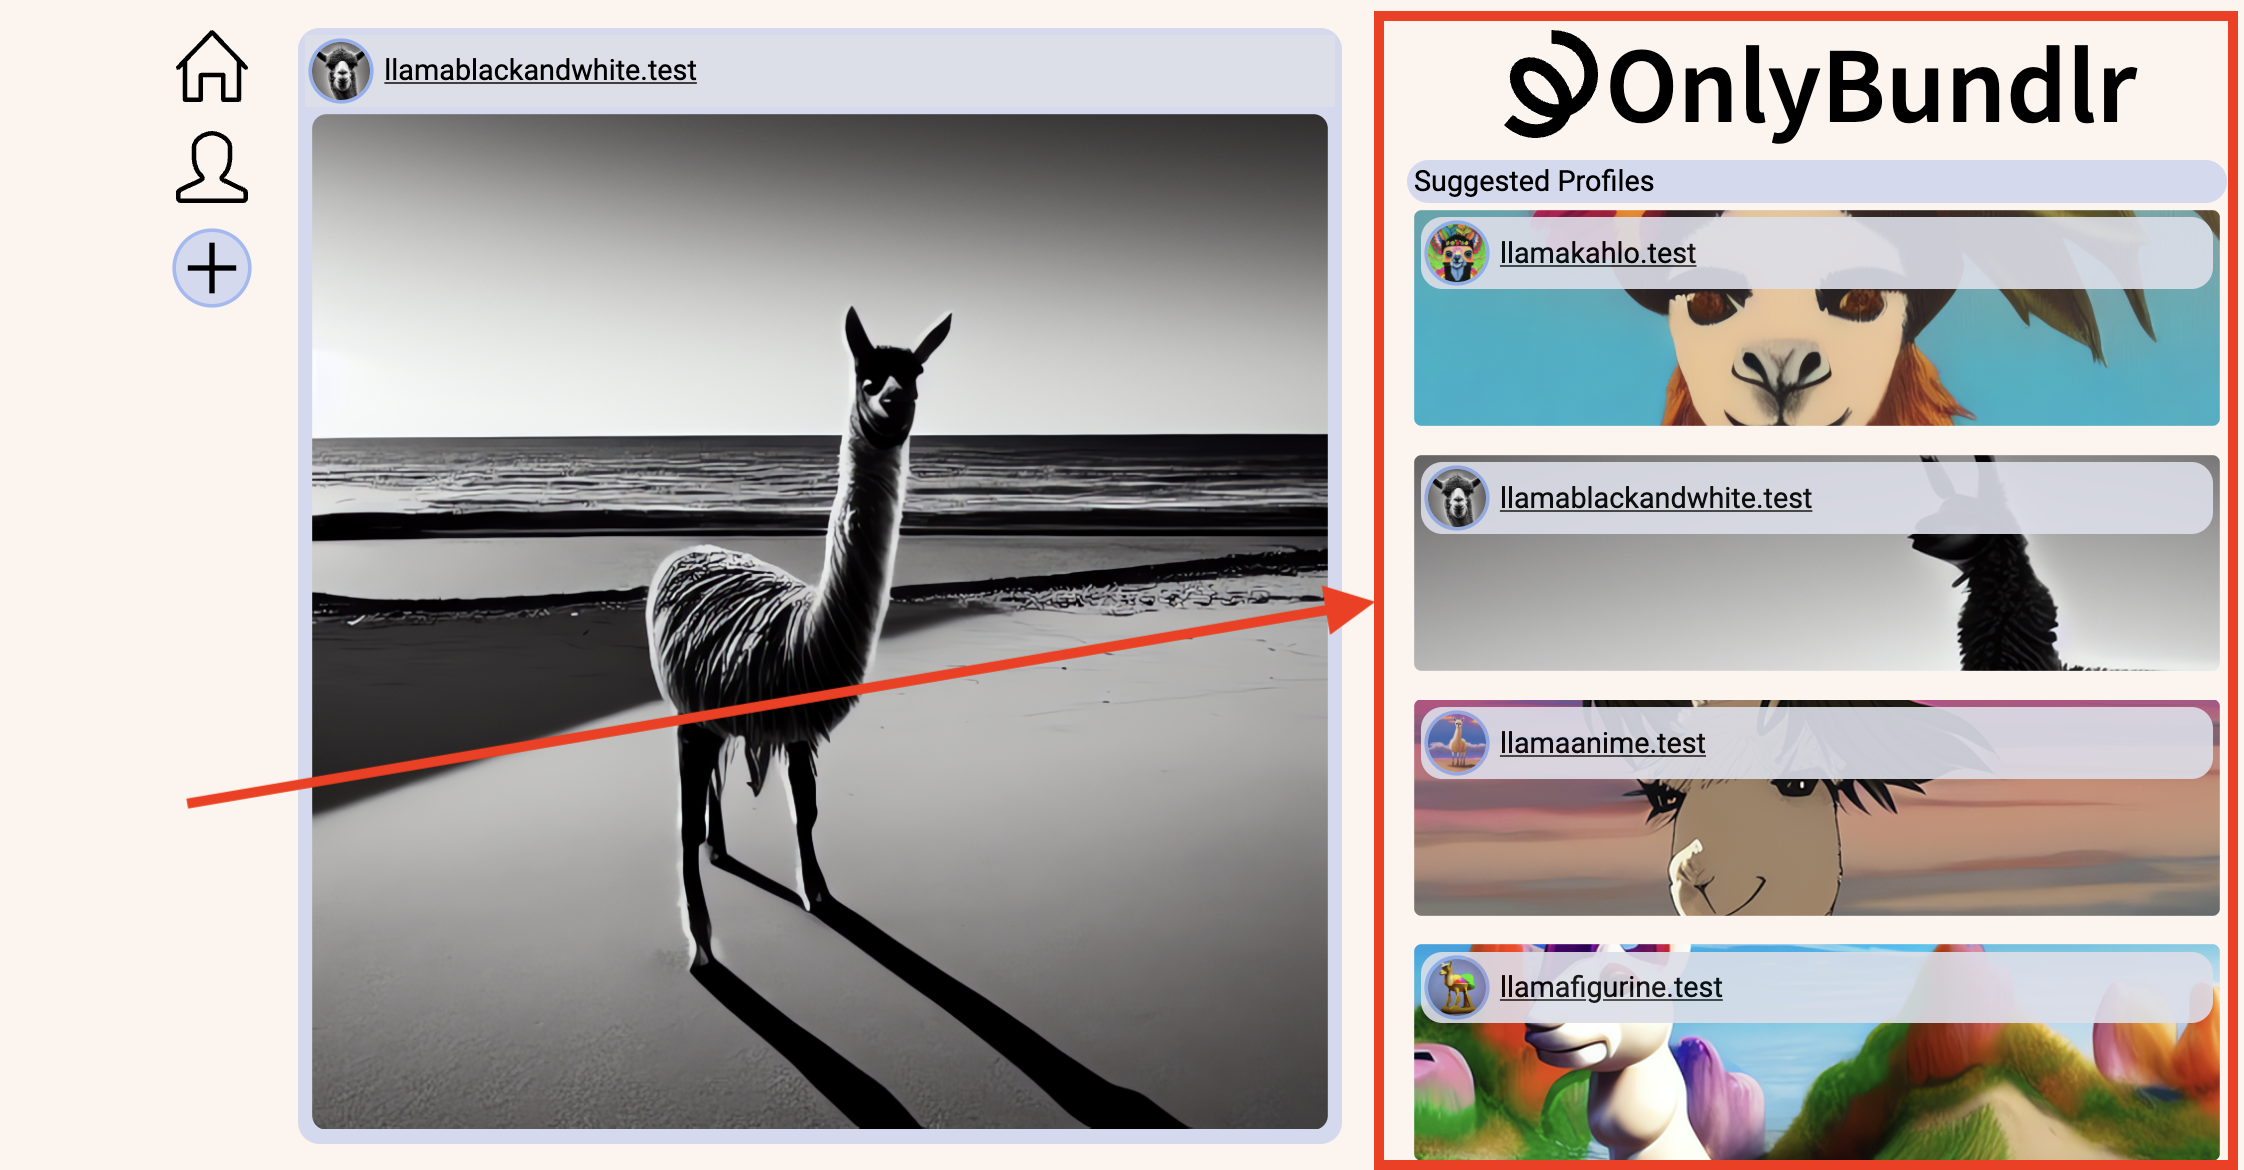 llamablackandwhite.test
OnlyBundlr
Suggested Profiles
llamakahlo.test
llamablackandwhite.test
llamaanime.test
llamafigurine.test